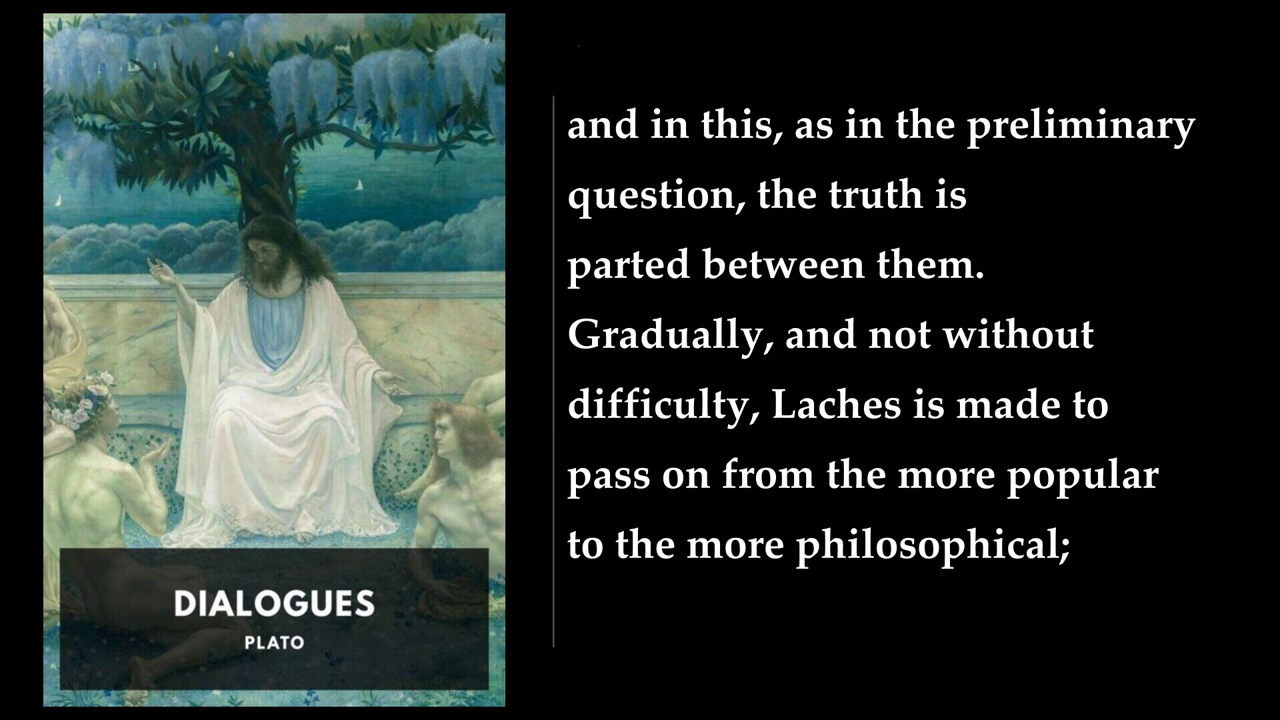 DIALOGUES
PLATO
and in this, as in the preliminary
question, the truth is
parted between them.
Gradually, and not without
difficulty, Laches is made to
pass on from the more popular
to the more philosophical;